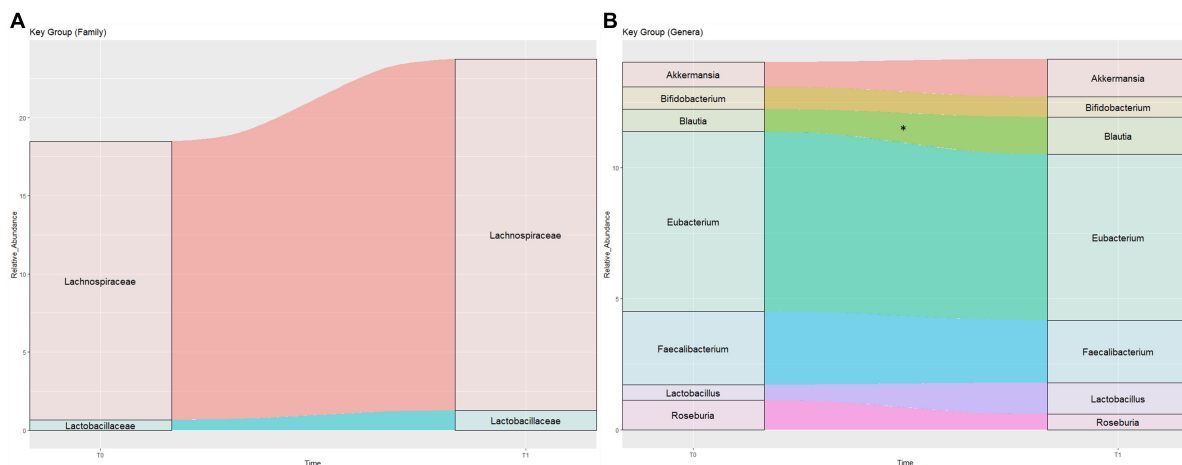 A
Key Group (Family)
20
15
10
5
0
Relative_Abundance
Lachnospiraceae
Lachnospiraceae
Lactobacillaceae
Lactobacillaceae
T0
T1
Time
B
Key Group (Genera)
10
5
0
Relative_Abundance
Akkermansia
Akkermansia
Bifidobacterium
Bifidobacterium
Blautia
*
Blautia
Eubacterium
Eubacterium
Faecalibacterium
Faecalibacterium
Lactobacillus
Lactobacillus
Roseburia
Roseburia
T0
T1
Time